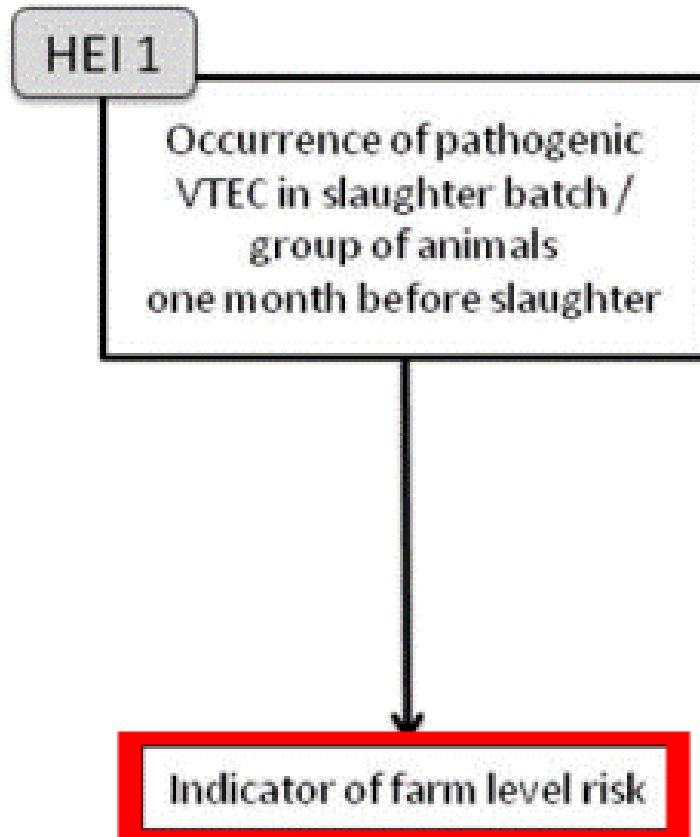 HEI 1
Occurrence of pathogenic
VTEC in slaughter batch /
group of animals
one month before slaughter
Indicator of farm level risk